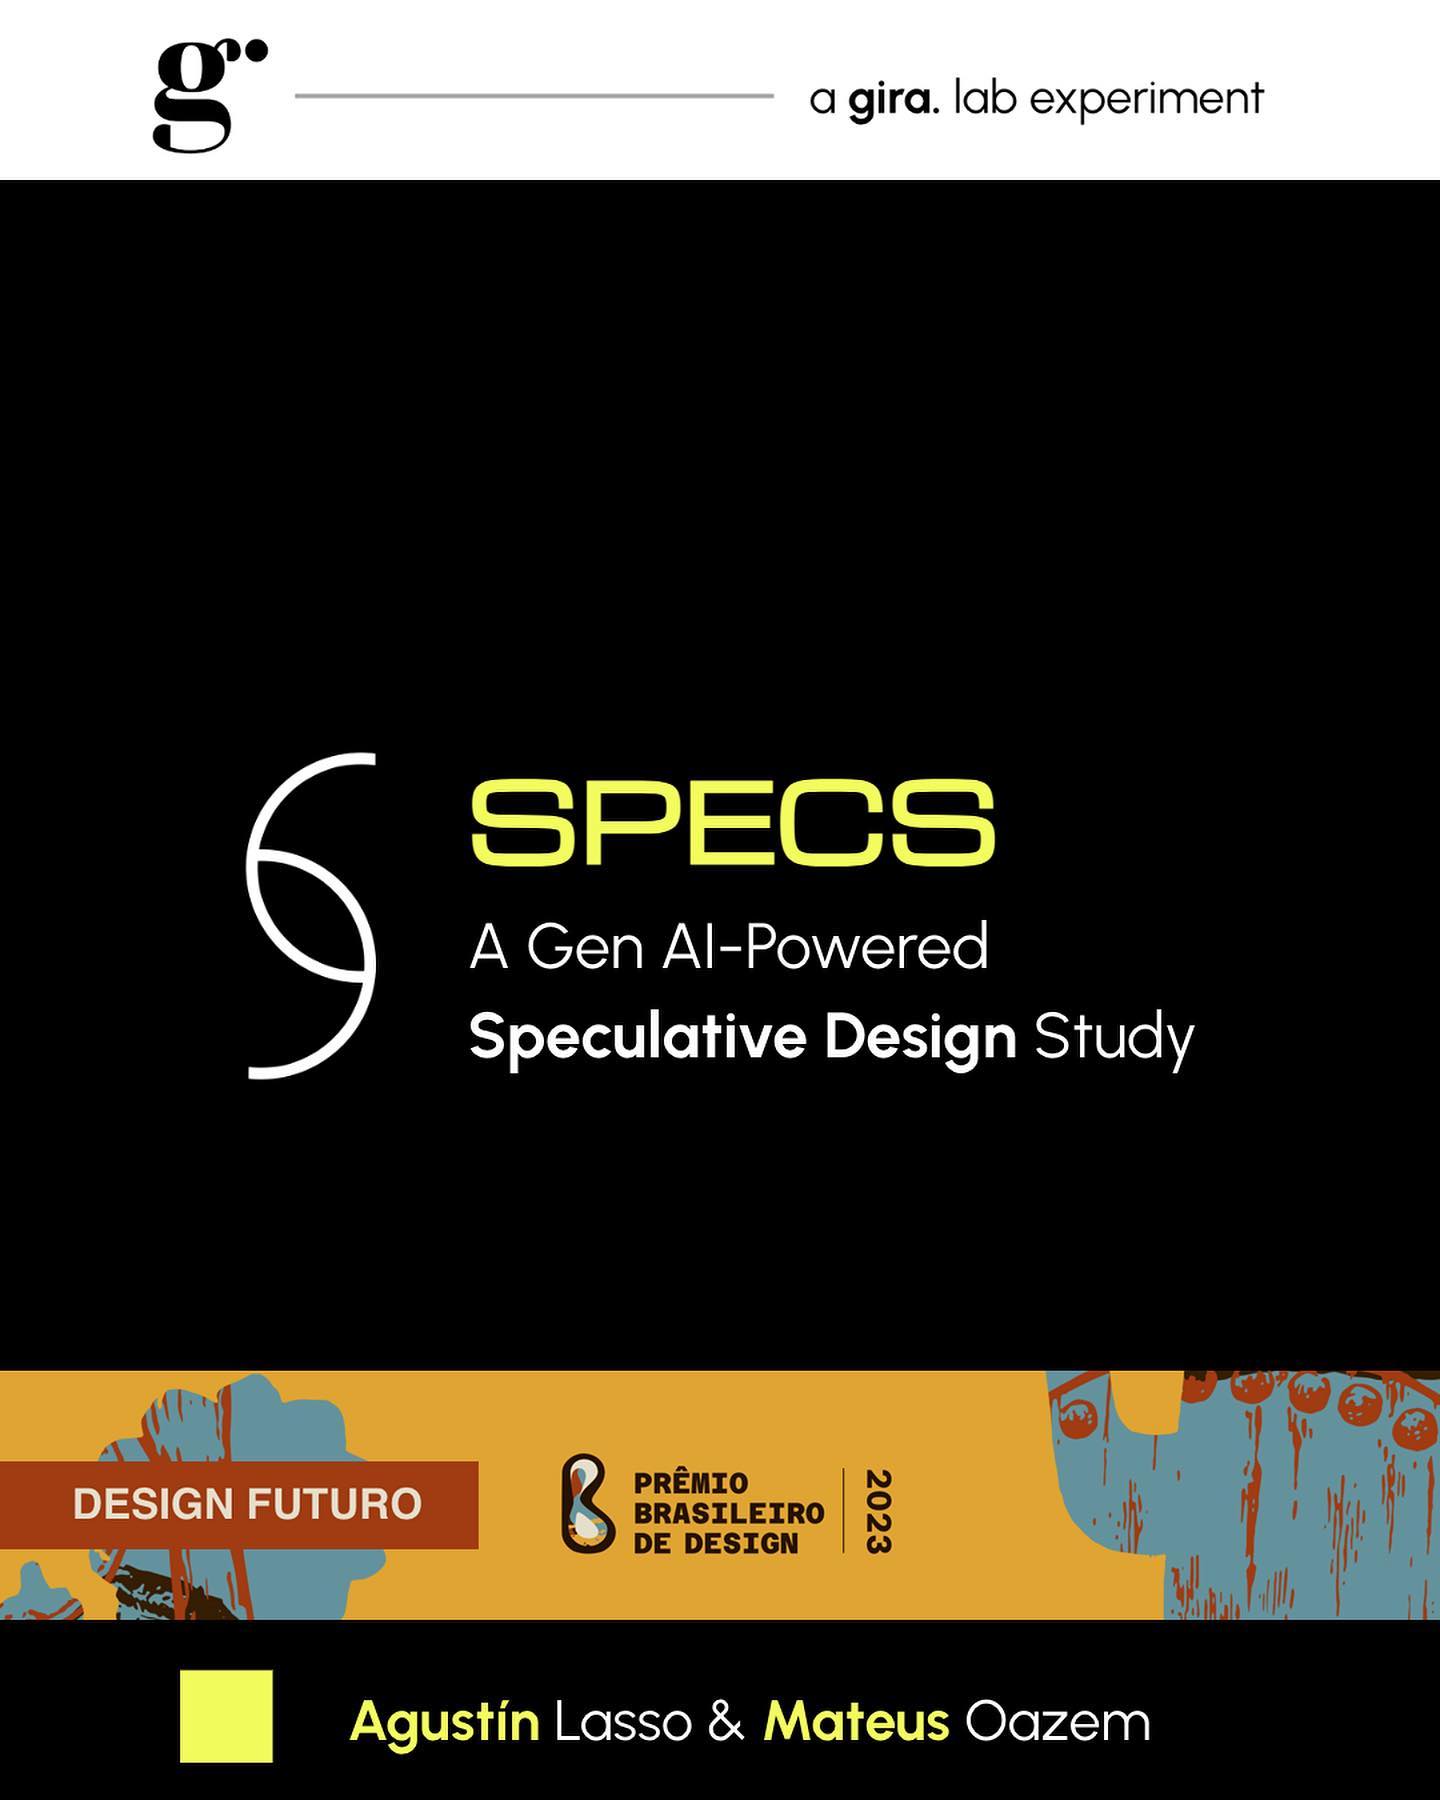 gr.
a gira. lab experiment
SPECS
A Gen AI-Powered
Speculative Design Study
DESIGN FUTURO
PRÊMIO
BRASILEIRO
DE DESIGN
2023
Agustín Lasso & Mateus Oazem